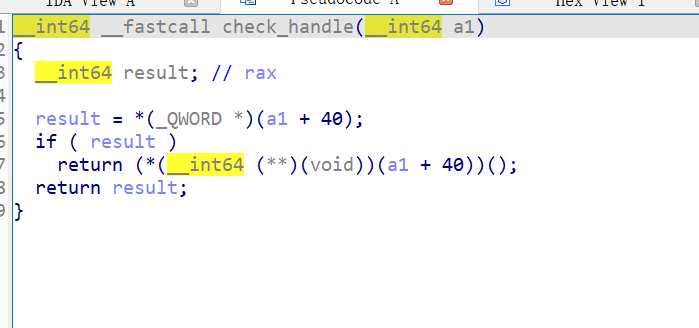 IDA View A Pseudocode A Hex View 1
1 __int64 __fastcall check_handle(__int64 a1)
2 {
3   __int64 result; // rax
4
5   result = *(_QWORD *)(a1 + 40);
6   if ( result )
7     return (*(__int64 (**)(void))(a1 + 40))();
8   return result;
9 }